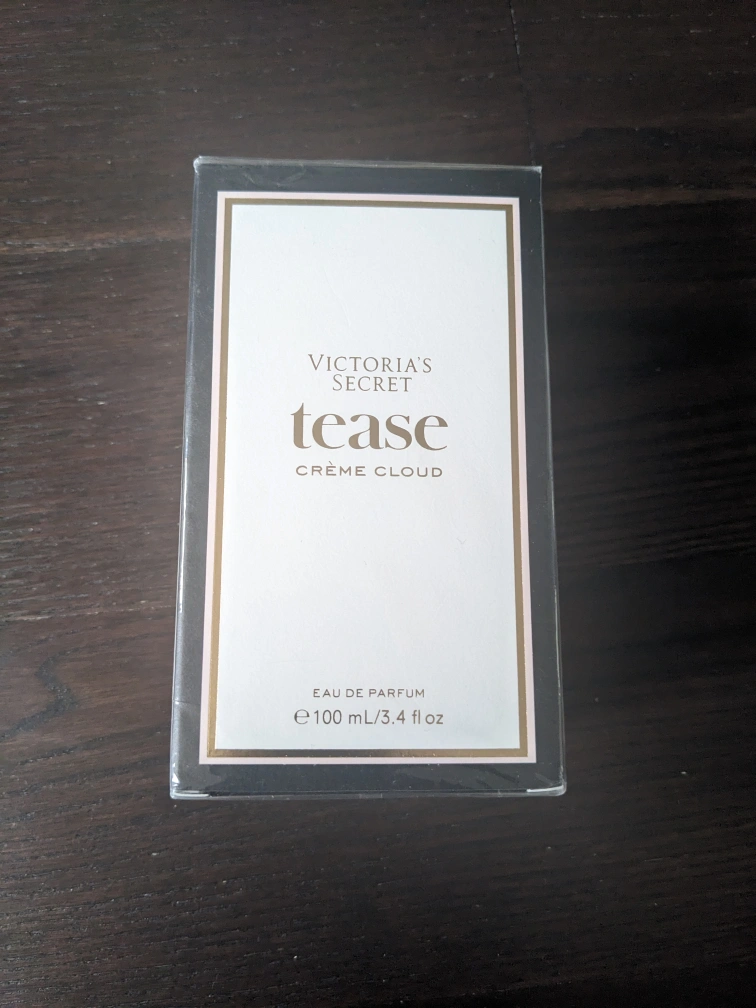 VICTORIA'S
SECRET
tease
CRÈME CLOUD
EAU DE PARFUM
℮100 mL/3.4 fl oz